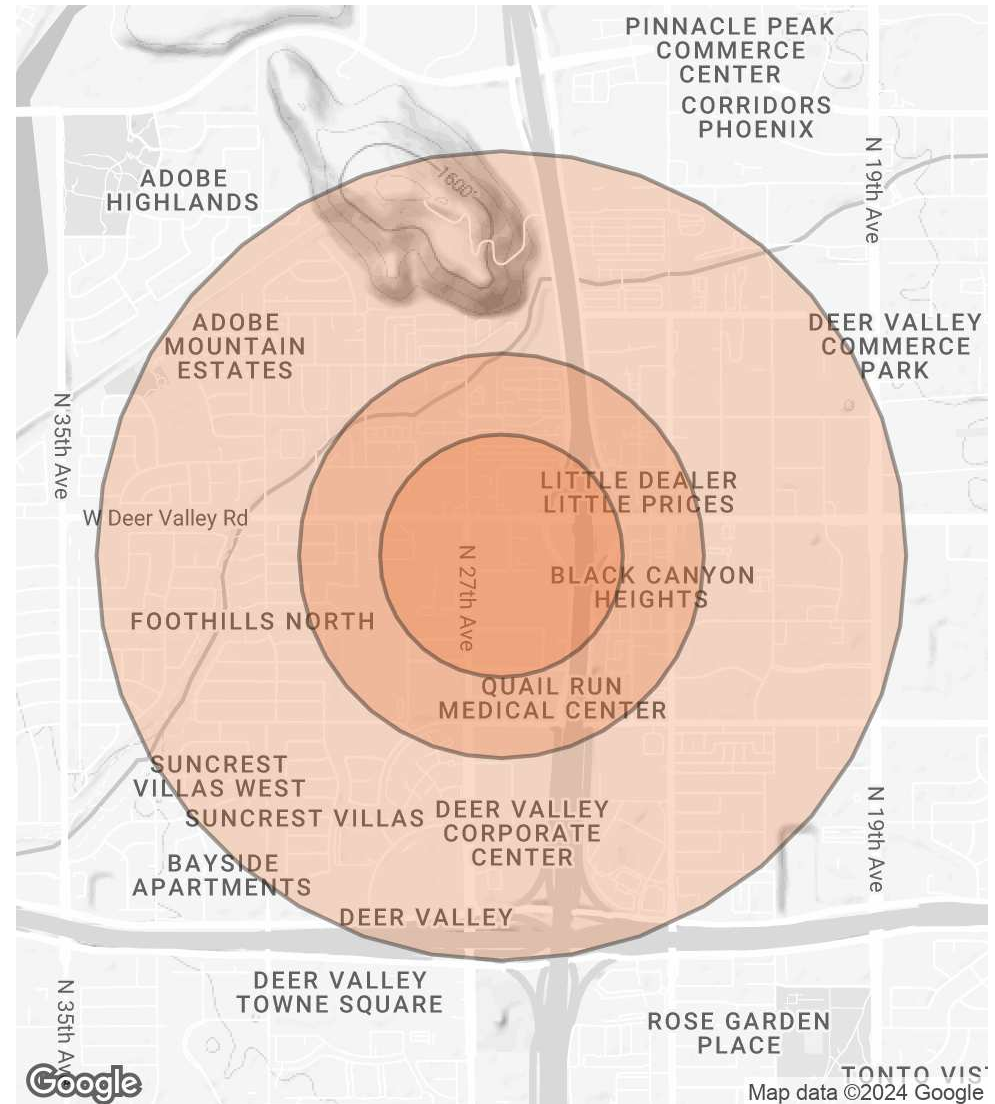 PINNACLE PEAK
COMMERCE
CENTER
CORRIDORS
PHOENIX
N 19th Ave
ADOBE
HIGHLANDS
1600'
ADOBE
MOUNTAIN
ESTATES
DEER VALLEY
COMMERCE
PARK
N 35th Ave
LITTLE DEALER
LITTLE PRICES
W Deer Valley Rd
N 27th Ave
BLACK CANYON
HEIGHTS
FOOTHILLS NORTH
QUAIL RUN
MEDICAL CENTER
SUNCREST
VILLAS WEST
SUNCREST VILLAS
DEER VALLEY
CORPORATE
CENTER
N 19th Ave
BAYSIDE
APARTMENTS
DEER VALLEY
DEER VALLEY
TOWNE SQUARE
N 35th Ave
ROSE GARDEN
PLACE
TONTO VIS
Google
Map data ©2024 Google